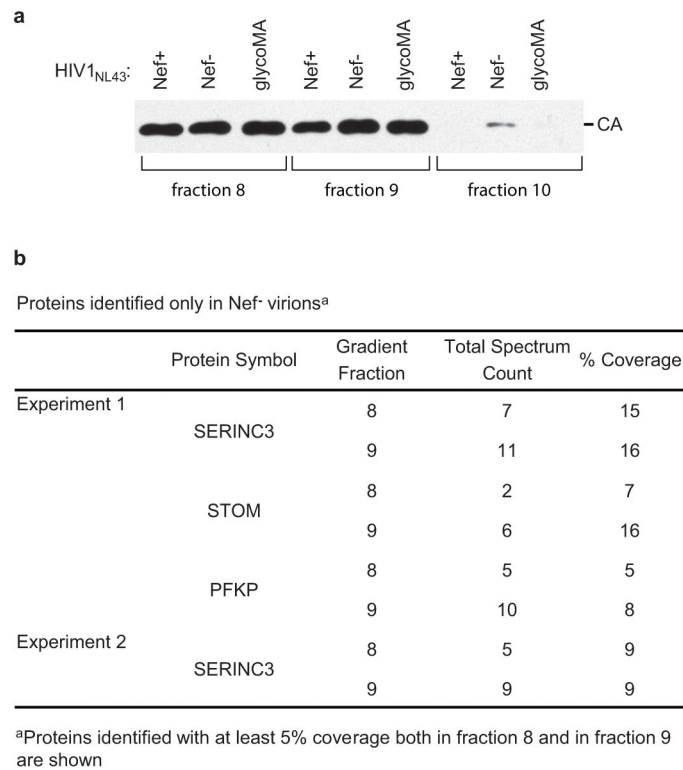 a
HIV1NL43: Nef+ Nef- glycoMA Nef+ Nef- glycoMA Nef+ Nef- glycoMA
CA
fraction 8 fraction 9 fraction 10
b
Proteins identified only in Nef- virionsᵃ
Protein Symbol Gradient Fraction Total Spectrum Count % Coverage
Experiment 1 SERINC3 8 7 15
9 11 16
STOM 8 2 7
9 6 16
PFKP 8 5 5
9 10 8
Experiment 2 SERINC3 8 5 9
9 9 9
ᵃProteins identified with at least 5% coverage both in fraction 8 and in fraction 9
are shown